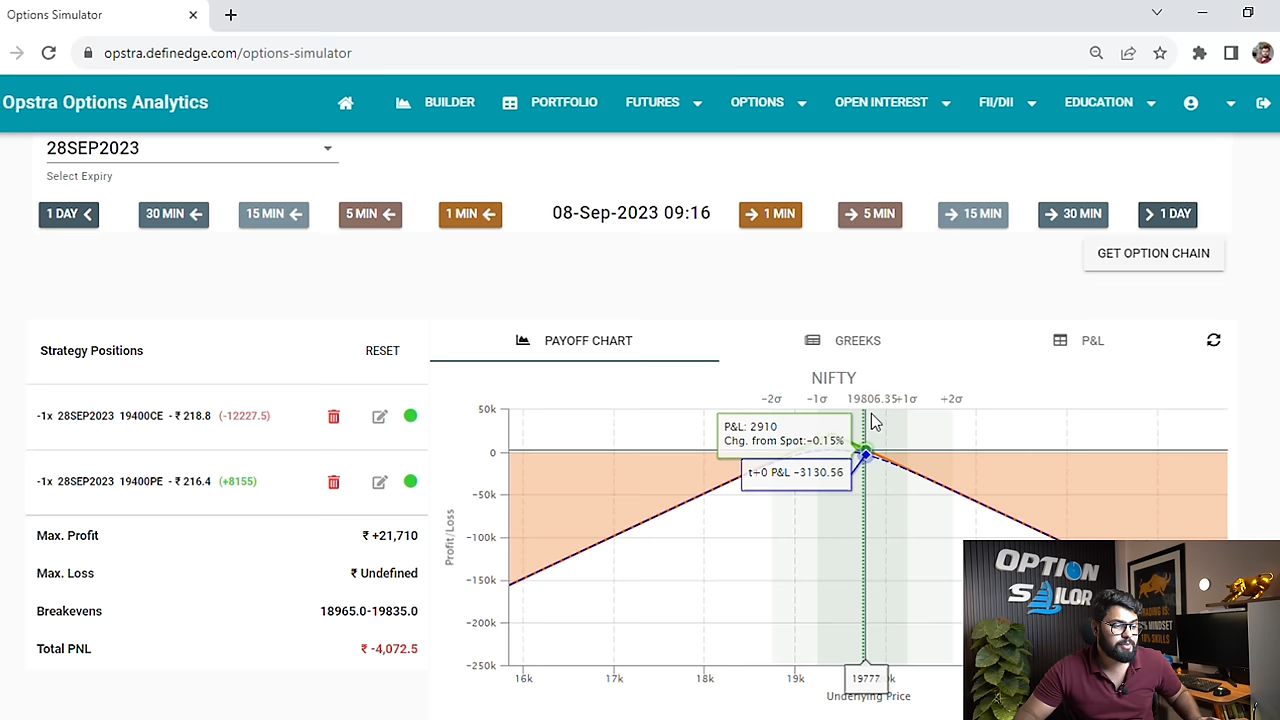 Options Simulator
opstra.definedge.com/options-simulator
Opstra Options Analytics
BUILDER
PORTFOLIO
FUTURES
OPTIONS
OPEN INTEREST
FII/DII
EDUCATION
28SEP2023
Select Expiry
1 DAY
30 MIN
15 MIN
5 MIN
1 MIN
08-Sep-2023 09:16
1 MIN
5 MIN
15 MIN
30 MIN
1 DAY
GET OPTION CHAIN
Strategy Positions
RESET
-1x 28SEP2023 19400CE - ₹ 218.8 (-12227.5)
-1x 28SEP2023 19400PE - ₹ 216.4 (+8155)
Max. Profit
₹ +21,710
Max. Loss
₹ Undefined
Breakevens
18965.0-19835.0
Total PNL
₹ -4,072.5
PAYOFF CHART
GREEKS
P&L
NIFTY
-2σ
-1σ
19806.35
+1σ
+2σ
P&L: 2910
Chg. from Spot:-0.15%
t+0 P&L -3130.56
Profit/Loss
50k
0
-50k
-100k
-150k
-200k
-250k
16k
17k
18k
19k
19777
Underlying Price
OPTION
SAILOR
TRADING IS:
MINDSET
SKILLS